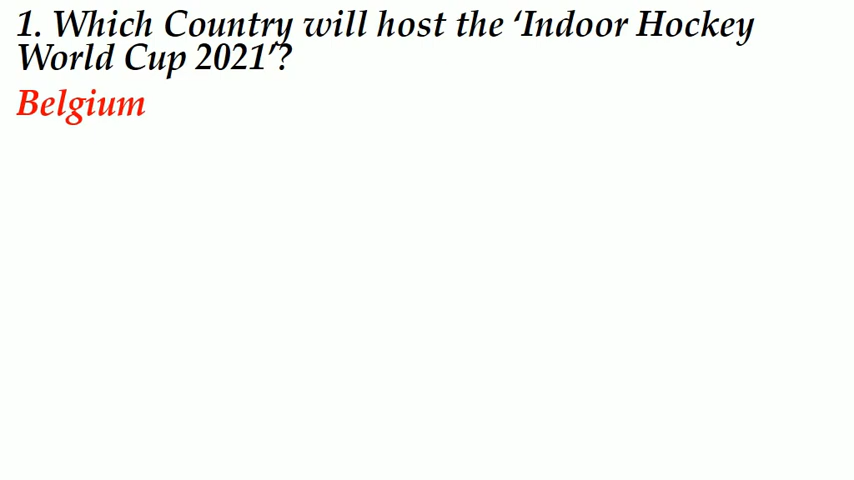 1. Which Country will host the ‘Indoor Hockey
World Cup 2021’?
Belgium